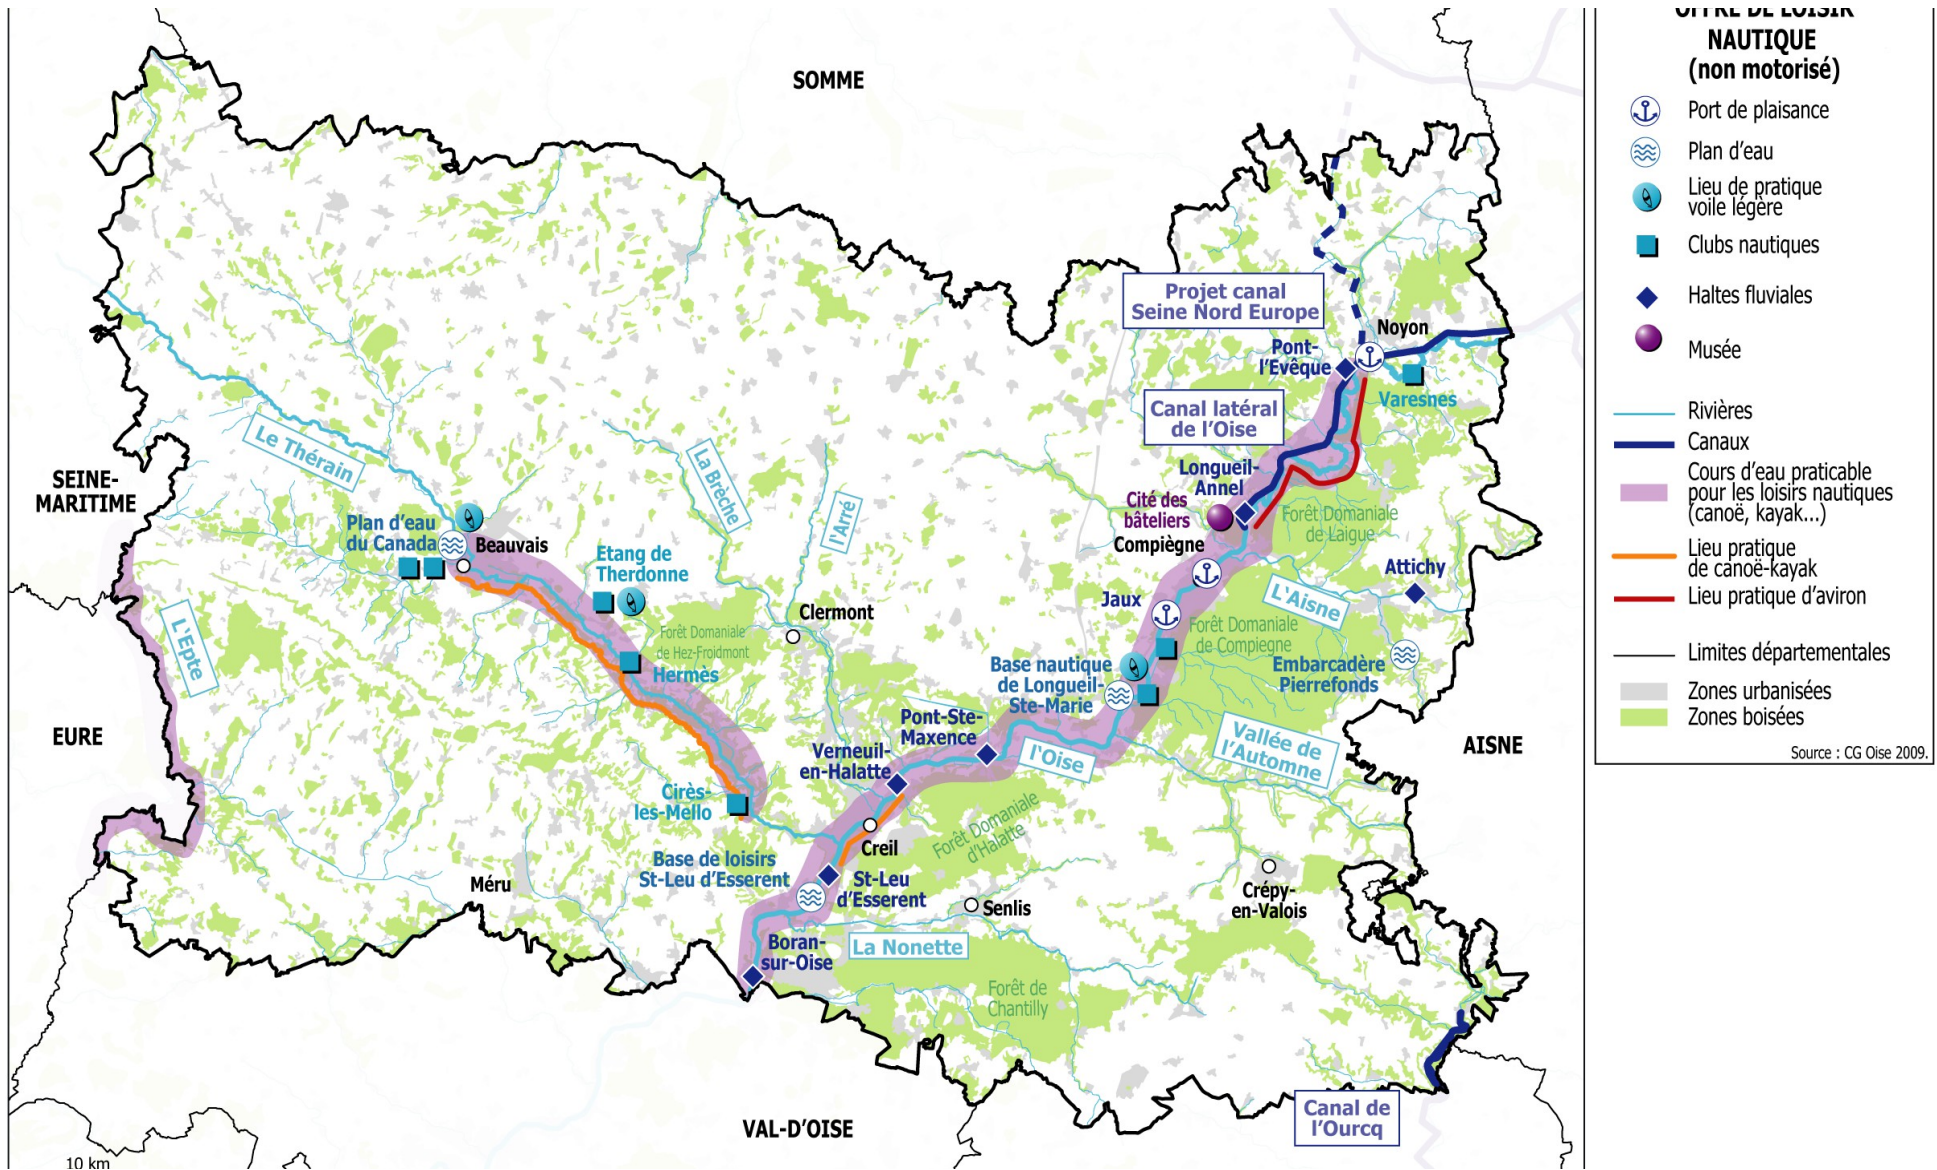 SOMME
Projet canal
Seine Nord Europe
Noyon
Pont-
l'Evêque
Varesnes
Canal latéral
de l'Oise
Le Thérain
La Brèche
l'Arré
SEINE-
MARITIME
Longueil-
Annel
Cité des
bâteliers
Forêt Domaniale
de Laigue
Plan d'eau
du Canada
Beauvais
Compiègne
Etang de
Therdonne
Attichy
L'Aisne
Jaux
L'Epte
Clermont
Forêt Domaniale
de Hez-Froidmont
Forêt Domaniale
de Compiegne
Hermès
Base nautique
de Longueil-
Ste-Marie
Embarcadère
Pierrefonds
EURE
Pont-Ste-
Maxence
Vallée de
l'Automne
AISNE
Verneuil-
en-Halatte
l'Oise
Cirès-
les-Mello
Forêt Domaniale
d'Halatte
Creil
Base de loisirs
St-Leu d'Esserent
St-Leu
d'Esserent
Méru
Crépy-
en-Valois
Senlis
La Nonette
Boran-
sur-Oise
Forêt de
Chantilly
Canal de
l'Ourcq
VAL-D'OISE
10 km
OFFRE DE LOISIR
NAUTIQUE
(non motorisé)
Port de plaisance
Plan d'eau
Lieu de pratique
voile légère
Clubs nautiques
Haltes fluviales
Musée
Rivières
Canaux
Cours d'eau praticable
pour les loisirs nautiques
(canoë, kayak...)
Lieu pratique
de canoë-kayak
Lieu pratique d'aviron
Limites départementales
Zones urbanisées
Zones boisées
Source : CG Oise 2009.